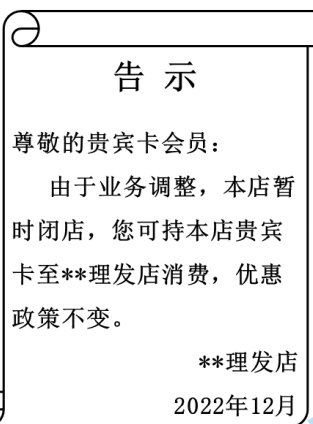 告 示
尊敬的贵宾卡会员：
由于业务调整，本店暂
时闭店，您可持本店贵宾
卡至**理发店消费，优惠
政策不变。
**理发店
2022年12月